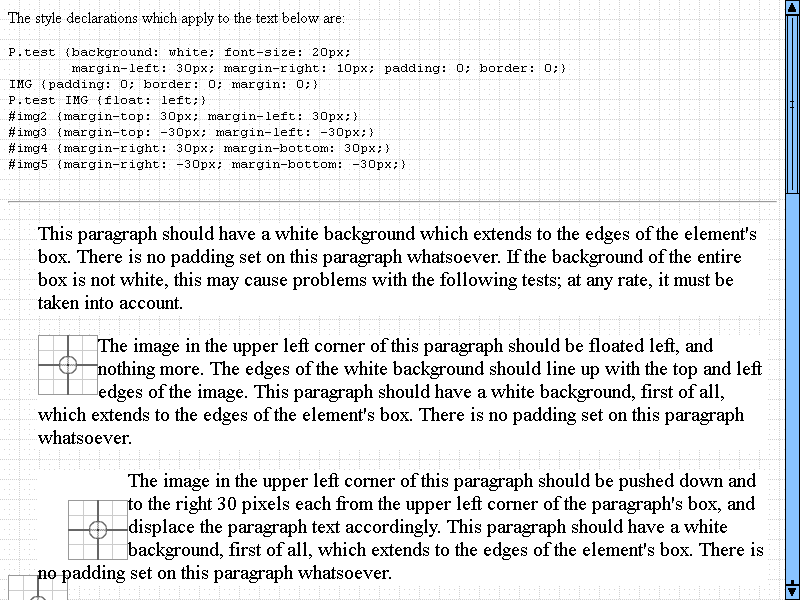 The style declarations which apply to the text below are:
P.test {background: white; font-size: 20px;
margin-left: 30px; margin-right: 10px; padding: 0; border: 0;}
IMG {padding: 0; border: 0; margin: 0;}
P.test IMG {float: left;}
#img2 {margin-top: 30px; margin-left: 30px;}
#img3 {margin-top: -30px; margin-left: -30px;}
#img4 {margin-right: 30px; margin-bottom: 30px;}
#img5 {margin-right: -30px; margin-bottom: -30px;}
This paragraph should have a white background which extends to the edges of the element's
box. There is no padding set on this paragraph whatsoever. If the background of the entire
box is not white, this may cause problems with the following tests; at any rate, it must be
taken into account.
The image in the upper left corner of this paragraph should be floated left, and
nothing more. The edges of the white background should line up with the top and left
edges of the image. This paragraph should have a white background, first of all,
which extends to the edges of the element's box. There is no padding set on this paragraph
whatsoever.
The image in the upper left corner of this paragraph should be pushed down and
to the right 30 pixels each from the upper left corner of the paragraph's box, and
displace the paragraph text accordingly. This paragraph should have a white
background, first of all, which extends to the edges of the element's box. There is
no padding set on this paragraph whatsoever.